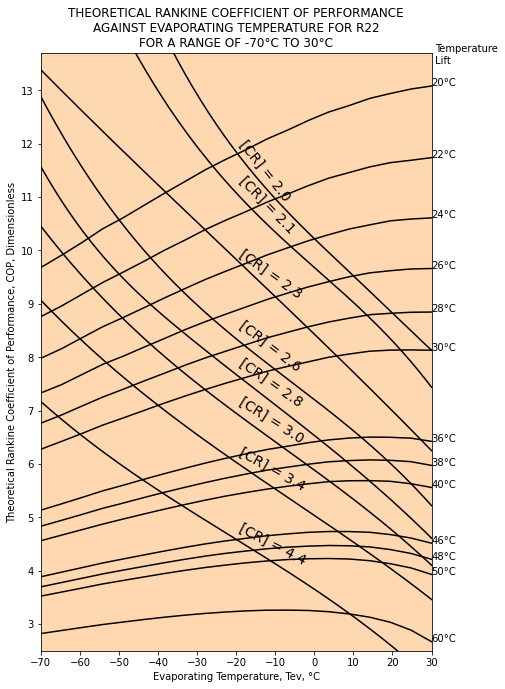 THEORETICAL RANKINE COEFFICIENT OF PERFORMANCE
AGAINST EVAPORATING TEMPERATURE FOR R22
FOR A RANGE OF -70°C TO 30°C
Temperature
Lift
Theoretical Rankine Coefficient of Performance, COP, Dimensionless
13
12
11
10
9
8
7
6
5
4
3
20°C
22°C
24°C
26°C
28°C
30°C
36°C
38°C
40°C
46°C
48°C
50°C
60°C
[CR] = 2.0
[CR] = 2.1
[CR] = 2.3
[CR] = 2.6
[CR] = 2.8
[CR] = 3.0
[CR] = 3.4
[CR] = 4.4
−70 −60 −50 −40 −30 −20 −10 0 10 20 30
Evaporating Temperature, Tev, °C